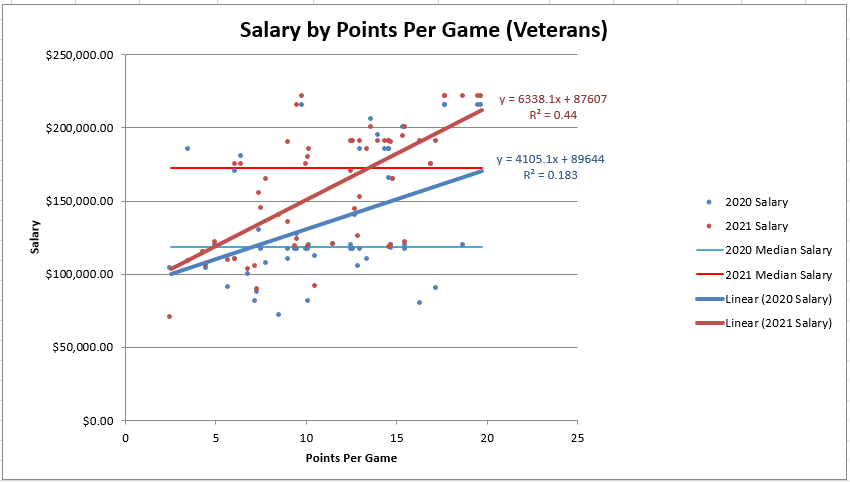 Salary by Points Per Game (Veterans)
$250,000.00
$200,000.00
$150,000.00
$100,000.00
$50,000.00
$0.00
Salary
0 5 10 15 20 25
Points Per Game
y = 6338.1x + 87607
R² = 0.44
y = 4105.1x + 89644
R² = 0.183
2020 Salary
2021 Salary
2020 Median Salary
2021 Median Salary
Linear (2020 Salary)
Linear (2021 Salary)